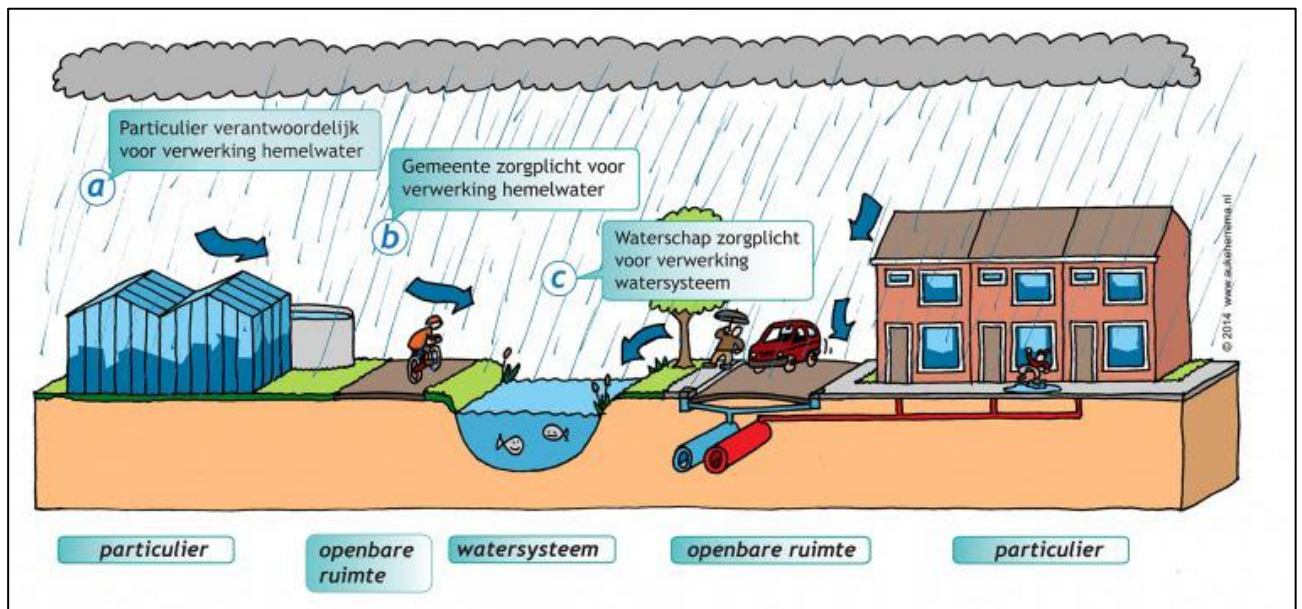 Particulier verantwoordelijk
voor verwerking hemelwater
a
Gemeente zorgplicht voor
verwerking hemelwater
b
Waterschap zorgplicht
voor verwerking
watersysteem
c
© 2014 www.aukeherrema.nl
particulier
openbare
ruimte
watersysteem
openbare ruimte
particulier